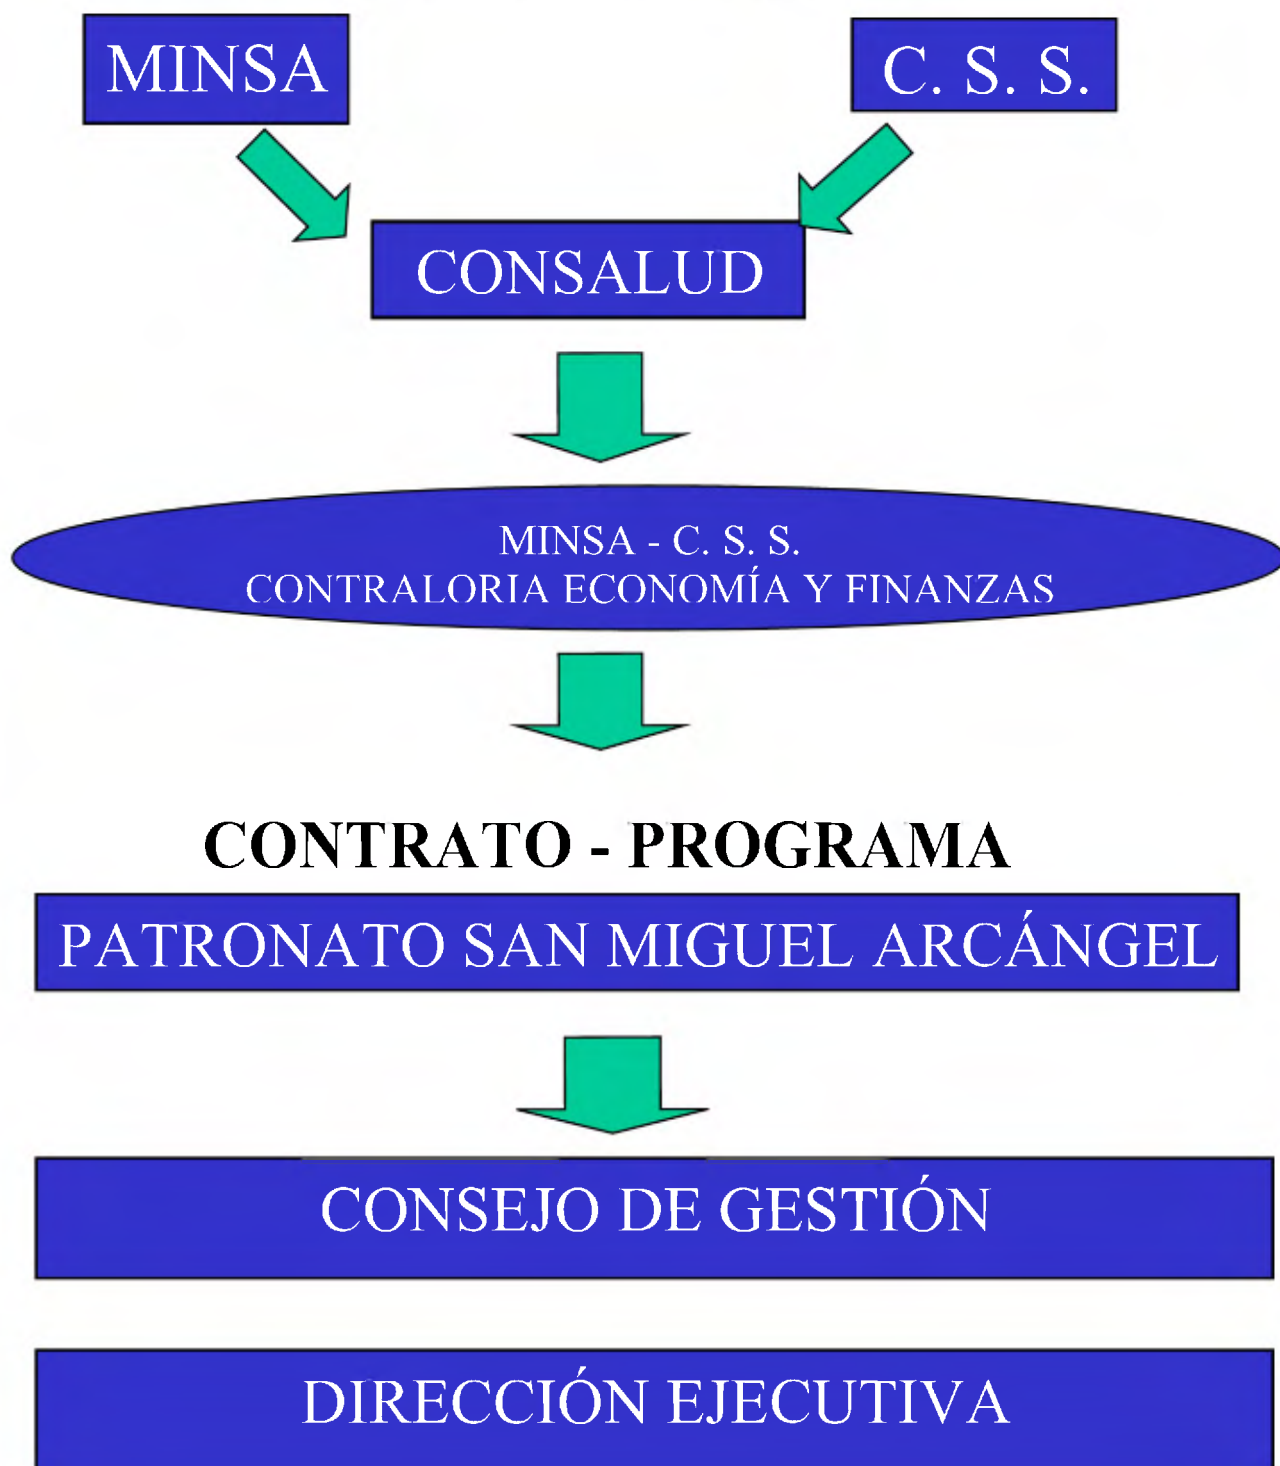 MINSA
C. S. S.
CONSALUD
MINSA - C. S. S.
CONTRALORIA ECONOMÍA Y FINANZAS
CONTRATO - PROGRAMA
PATRONATO SAN MIGUEL ARCÁNGEL
CONSEJO DE GESTIÓN
DIRECCIÓN EJECUTIVA